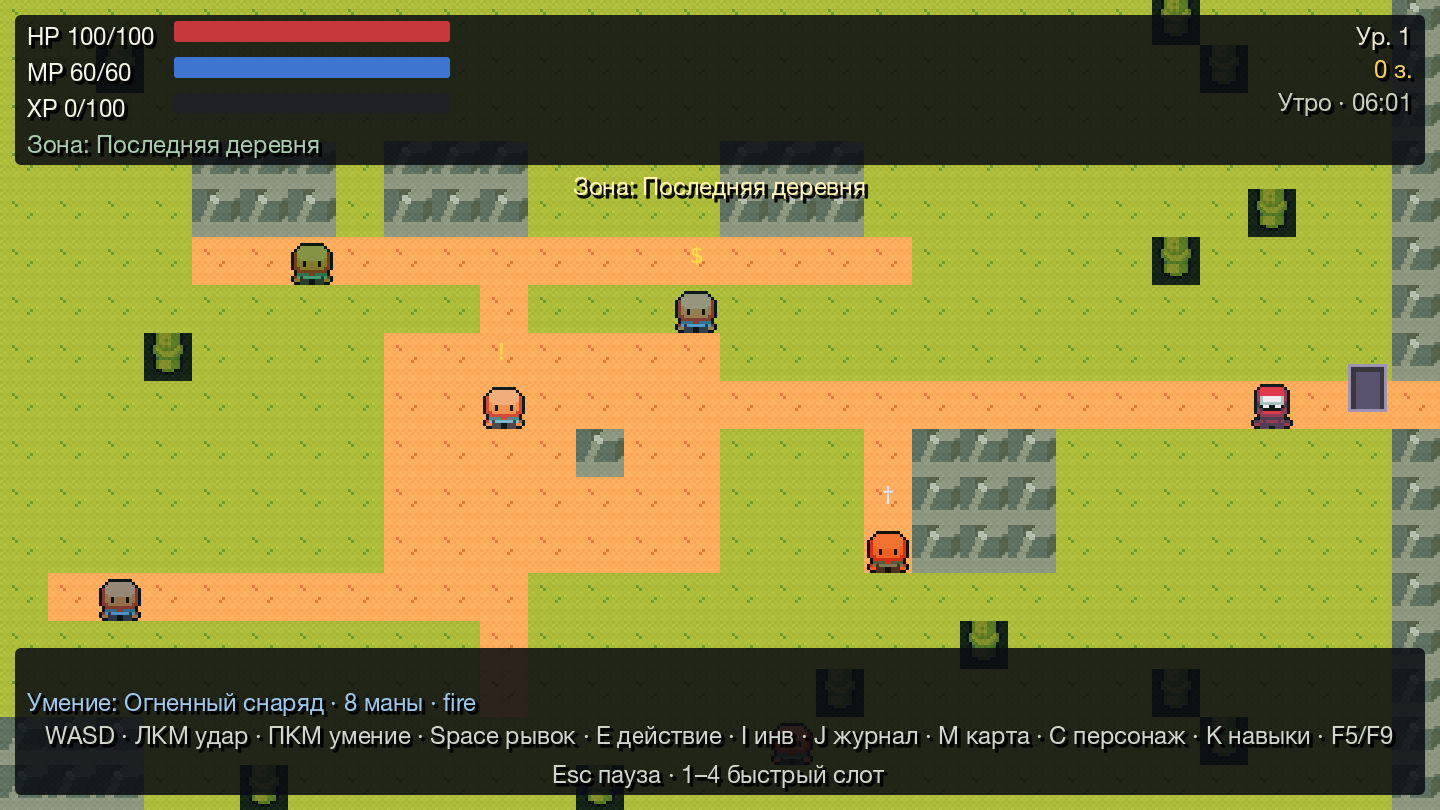 HP 100/100
Ур. 1
MP 60/60
0 з.
XP 0/100
Утро · 06:01
Зона: Последняя деревня
Зона: Последняя деревня
$
!
†
Умение: Огненный снаряд · 8 маны · fire
WASD · ЛКМ удар · ПКМ умение · Space рывок · E действие · I инв · J журнал · M карта · C персонаж · K навыки · F5/F9
Esc пауза · 1–4 быстрый слот